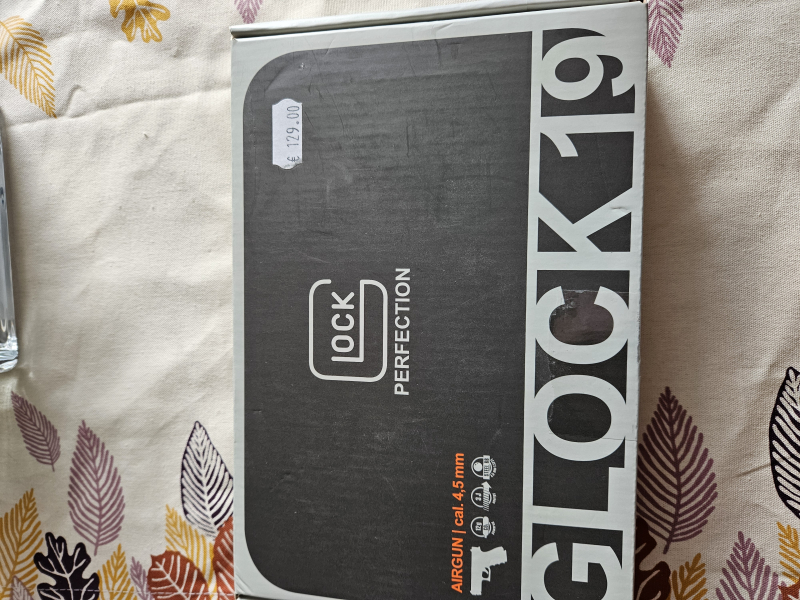 € 129.00
GLOCK
PERFECTION
AIRGUN | cal. 4,5 mm
GLOCK 19